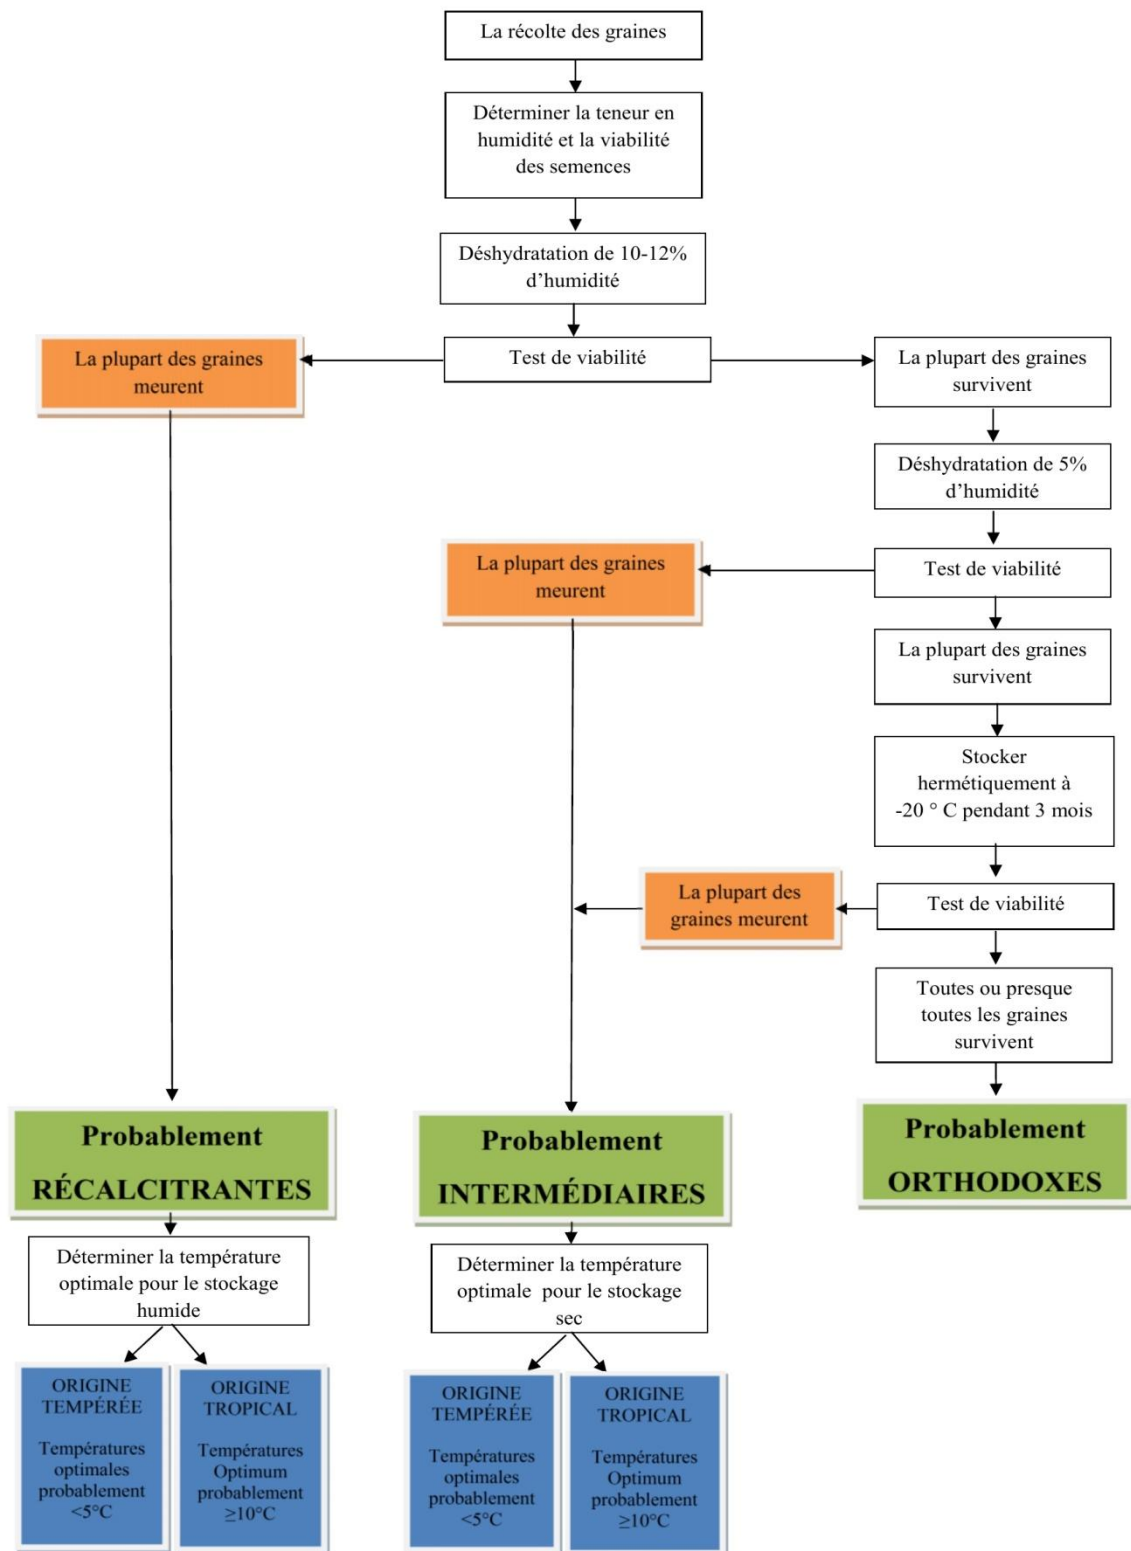 La récolte des graines
Déterminer la teneur en
humidité et la viabilité
des semences
Déshydratation de 10-12%
d’humidité
La plupart des graines
meurent
Test de viabilité
La plupart des graines
survivent
Déshydratation de 5%
d’humidité
La plupart des graines
meurent
Test de viabilité
La plupart des graines
survivent
Stocker
hermétiquement à
-20 ° C pendant 3 mois
La plupart des
graines meurent
Test de viabilité
Toutes ou presque
toutes les graines
survivent
Probablement
RÉCALCITRANTES
Probablement
INTERMÉDIAIRES
Probablement
ORTHODOXES
Déterminer la température
optimale pour le stockage
humide
Déterminer la température
optimale pour le stockage
sec
ORIGINE
TEMPÉRÉE
Températures
optimales
probablement
<5°C
ORIGINE
TROPICAL
Températures
Optimum
probablement
≥10°C
ORIGINE
TEMPÉRÉE
Températures
optimales
probablement
<5°C
ORIGINE
TROPICAL
Températures
Optimum
probablement
≥10°C